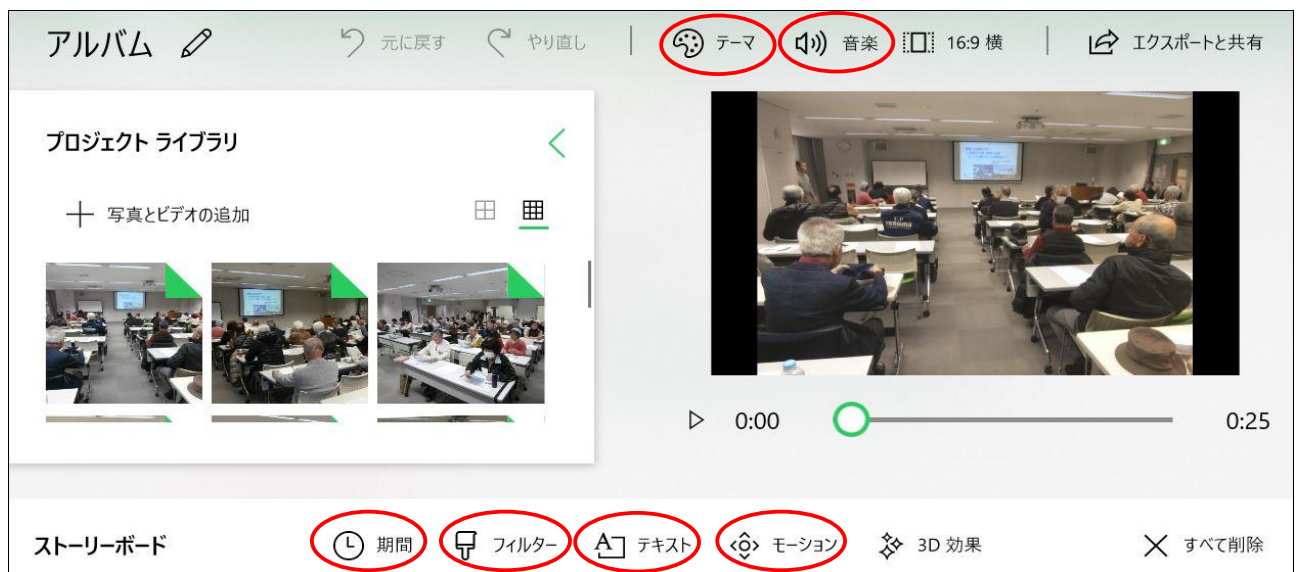 アルバム 元に戻す やり直し テーマ 音楽 16:9 横 エクスポートと共有
プロジェクト ライブラリ
写真とビデオの追加
0:00 0:25
ストーリーボード 期間 フィルター テキスト モーション 3D 効果 すべて削除